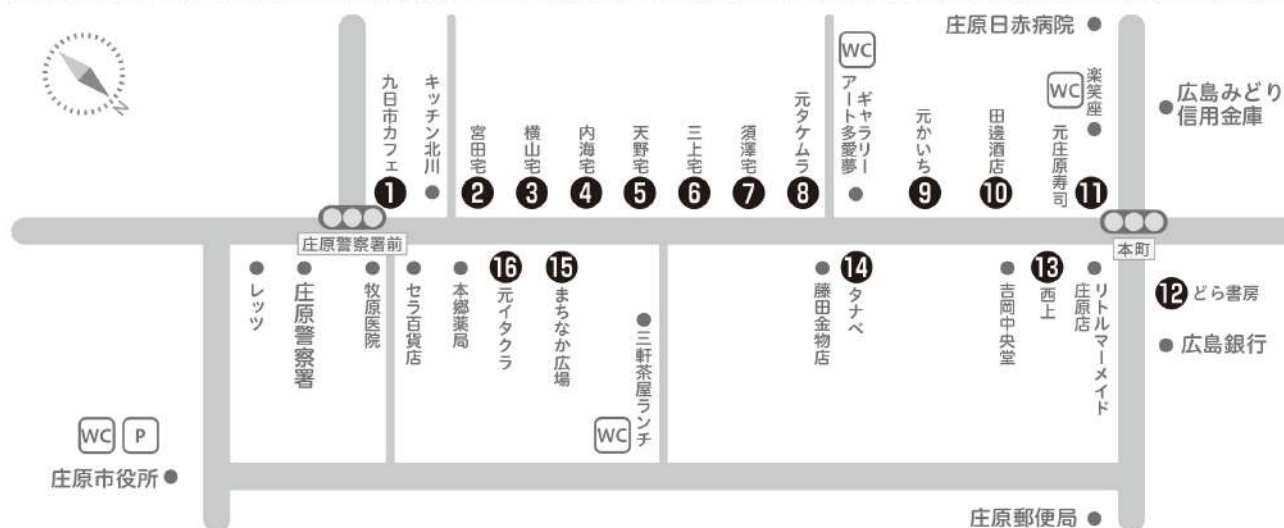 庄原日赤病院
WC
WC
楽笑座
広島みどり
信用金庫
九日市カフェ
キッチン北川
宮田宅
横山宅
内海宅
天野宅
三上宅
須澤宅
元タケムラ
ギャラリー
アート多愛夢
元かいち
田邊酒店
元庄原寿司
N
1
2
3
4
5
6
7
8
9
10
11
庄原警察署前
本町
レッツ
庄原警察署
牧原医院
セラ百貨店
本郷薬局
16
元イタクラ
15
まちなか広場
三軒茶屋ランチ
藤田金物店
14
タナベ
吉岡中央堂
13
西上
リトルマーメイド
庄原店
12 どら書房
広島銀行
WC
WC P
庄原市役所
庄原郵便局